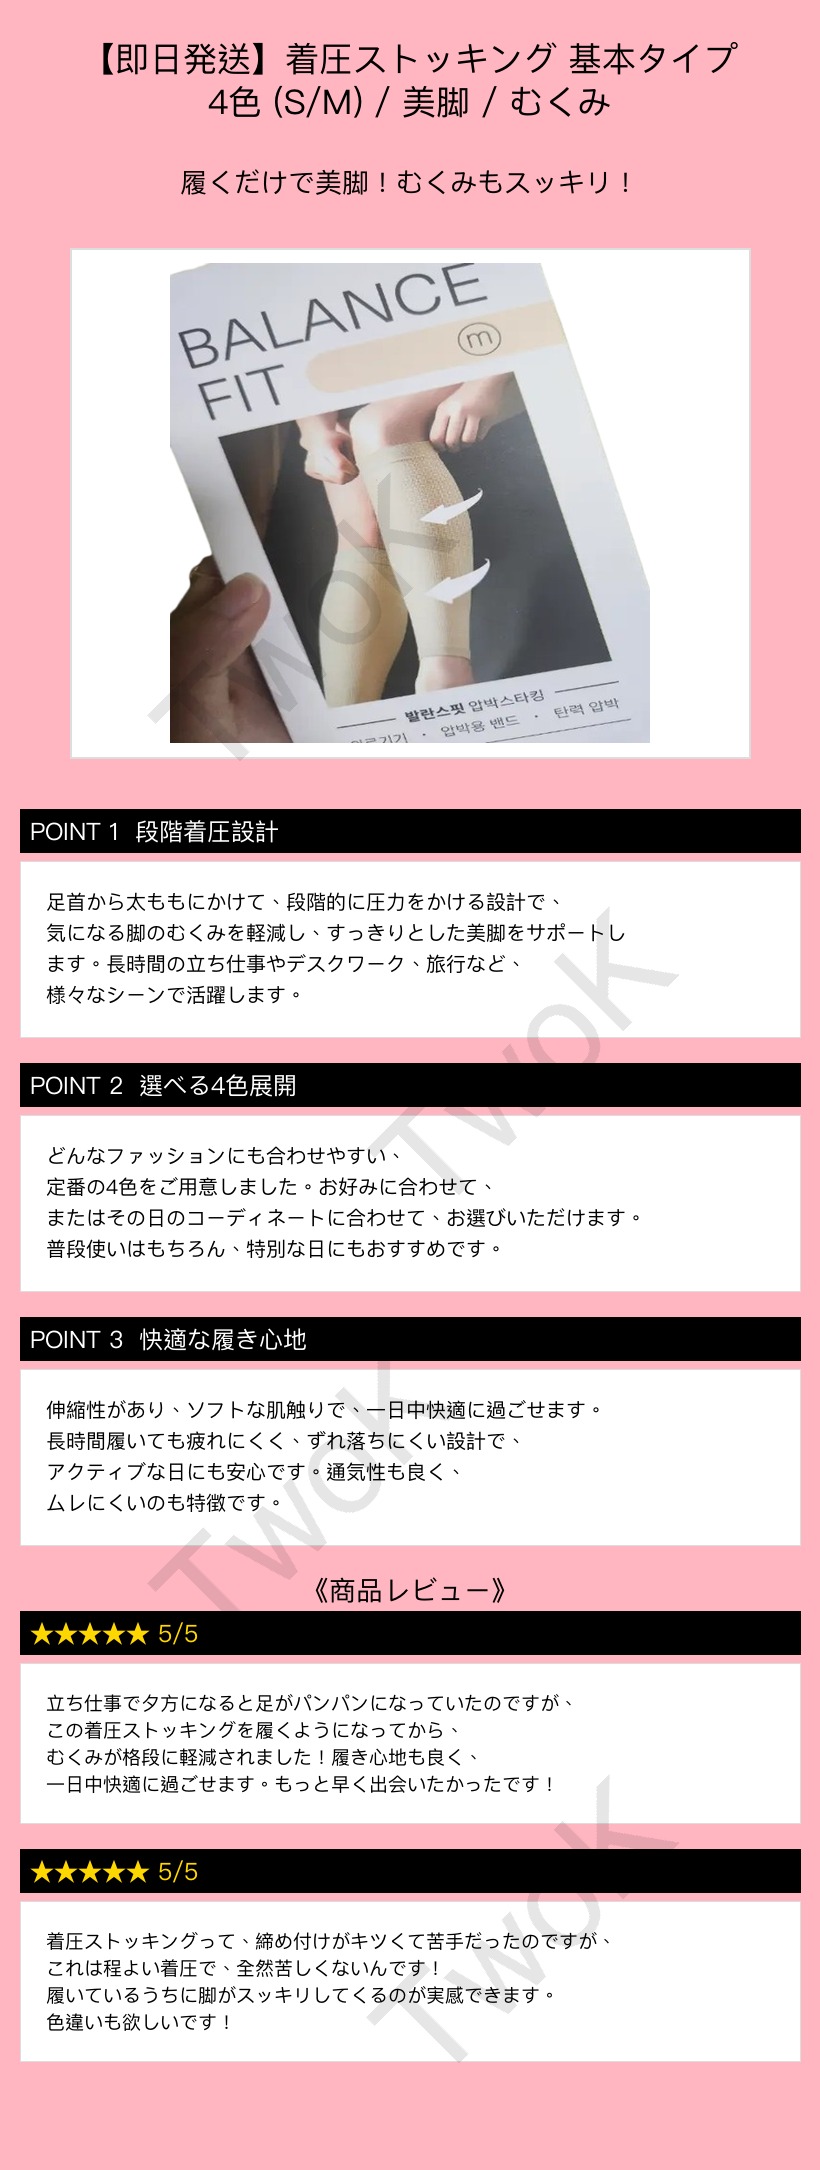 【即日発送】着圧ストッキング 基本タイプ
4色 (S/M) / 美脚 / むくみ
履くだけで美脚！むくみもスッキリ！
BALANCE
m
FIT
발란스핏 압박스타킹
압박용 밴드 · 탄력 압박
POINT 1 段階着圧設計
足首から太ももにかけて、段階的に圧力をかける設計で、
気になる脚のむくみを軽減し、すっきりとした美脚をサポートし
ます。長時間の立ち仕事やデスクワーク、旅行など、
様々なシーンで活躍します。
POINT 2 選べる4色展開
どんなファッションにも合わせやすい、
定番の4色をご用意しました。お好みに合わせて、
またはその日のコーディネートに合わせて、お選びいただけます。
普段使いはもちろん、特別な日にもおすすめです。
POINT 3 快適な履き心地
伸縮性があり、ソフトな肌触りで、一日中快適に過ごせます。
長時間履いても疲れにくく、ずれ落ちにくい設計で、
アクティブな日にも安心です。通気性も良く、
ムレにくいのも特徴です。
《商品レビュー》
★★★★★ 5/5
立ち仕事で夕方になると足がパンパンになっていたのですが、
この着圧ストッキングを履くようになってから、
むくみが格段に軽減されました！履き心地も良く、
一日中快適に過ごせます。もっと早く出会いたかったです！
★★★★★ 5/5
着圧ストッキングって、締め付けがキツくて苦手だったのですが、
これは程よい着圧で、全然苦しくないんです！
履いているうちに脚がスッキリしてくるのが実感できます。
色違いも欲しいです！
TwoK
TwoK
TwoK
TwoK